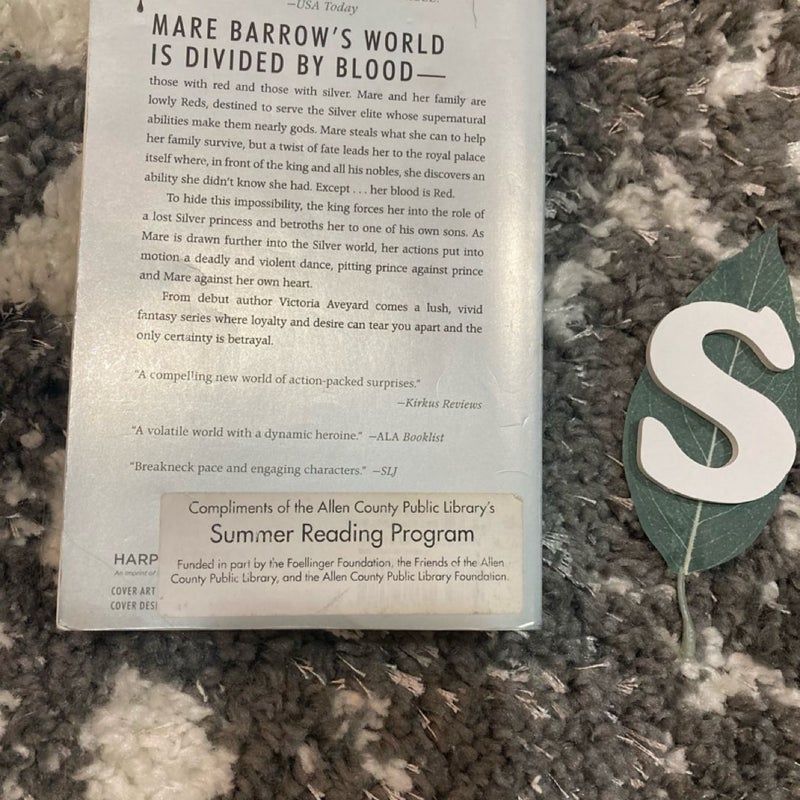 —USA Today
MARE BARROW'S WORLD
IS DIVIDED BY BLOOD—
those with red and those with silver. Mare and her family are
lowly Reds, destined to serve the Silver elite whose supernatural
abilities make them nearly gods. Mare steals what she can to help
her family survive, but a twist of fate leads her to the royal palace
itself where, in front of the king and all his nobles, she discovers an
ability she didn't know she had. Except . . . her blood is Red.
To hide this impossibility, the king forces her into the role of
a lost Silver princess and betroths her to one of his own sons. As
Mare is drawn further into the Silver world, her actions put into
motion a deadly and violent dance, pitting prince against prince
and Mare against her own heart.
From debut author Victoria Aveyard comes a lush, vivid
fantasy series where loyalty and desire can tear you apart and the
only certainty is betrayal.
"A compelling new world of action-packed surprises."
—Kirkus Reviews
"A volatile world with a dynamic heroine." —ALA Booklist
"Breakneck pace and engaging characters." —SLJ
Compliments of the Allen County Public Library's
Summer Reading Program
Funded in part by the Foellinger Foundation, the Friends of the Allen
County Public Library, and the Allen County Public Library Foundation.
HARP
An imprint of
COVER ART
COVER DESI
S